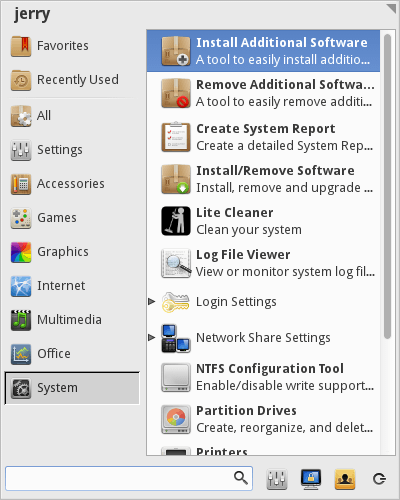 jerry
Favorites
Recently Used
All
Settings
Accessories
Games
Graphics
Internet
Multimedia
Office
System
Install Additional Software
A tool to easily install additio...
Remove Additional Softwa...
A tool to easily remove additi...
Create System Report
Create a detailed System Rep...
Install/Remove Software
Install, remove and upgrade ...
Lite Cleaner
Clean your system
Log File Viewer
View or monitor system log fil...
Login Settings
Network Share Settings
NTFS Configuration Tool
Enable/disable write support...
Partition Drives
Create, reorganize, and delet...
Printers